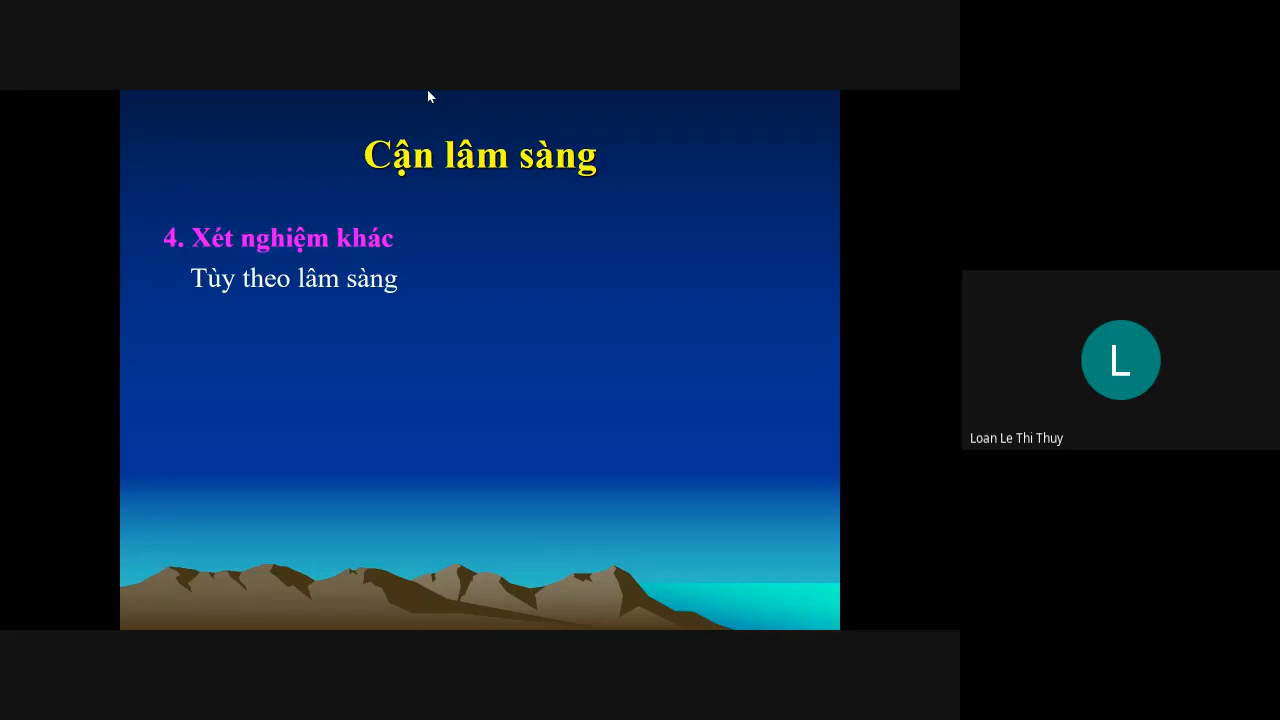 Cận lâm sàng
4. Xét nghiệm khác
Tùy theo lâm sàng
L
Loan Le Thi Thuy